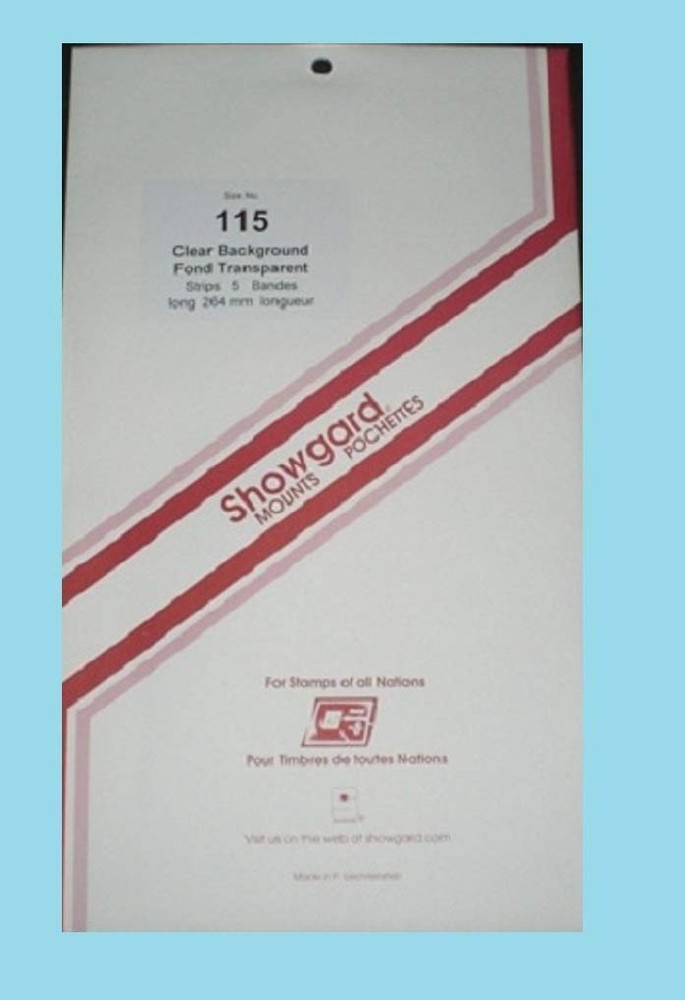 Size No.
115
Clear Background
Fond Transparent
Strips 5 Bandes
long 264 mm longueur
Showgard
MOUNTS POCHETTES
For Stamps of all Nations
Pour Timbres de toutes Nations
Visit us on the web at showgard.com
Made in P. Liechtenstein